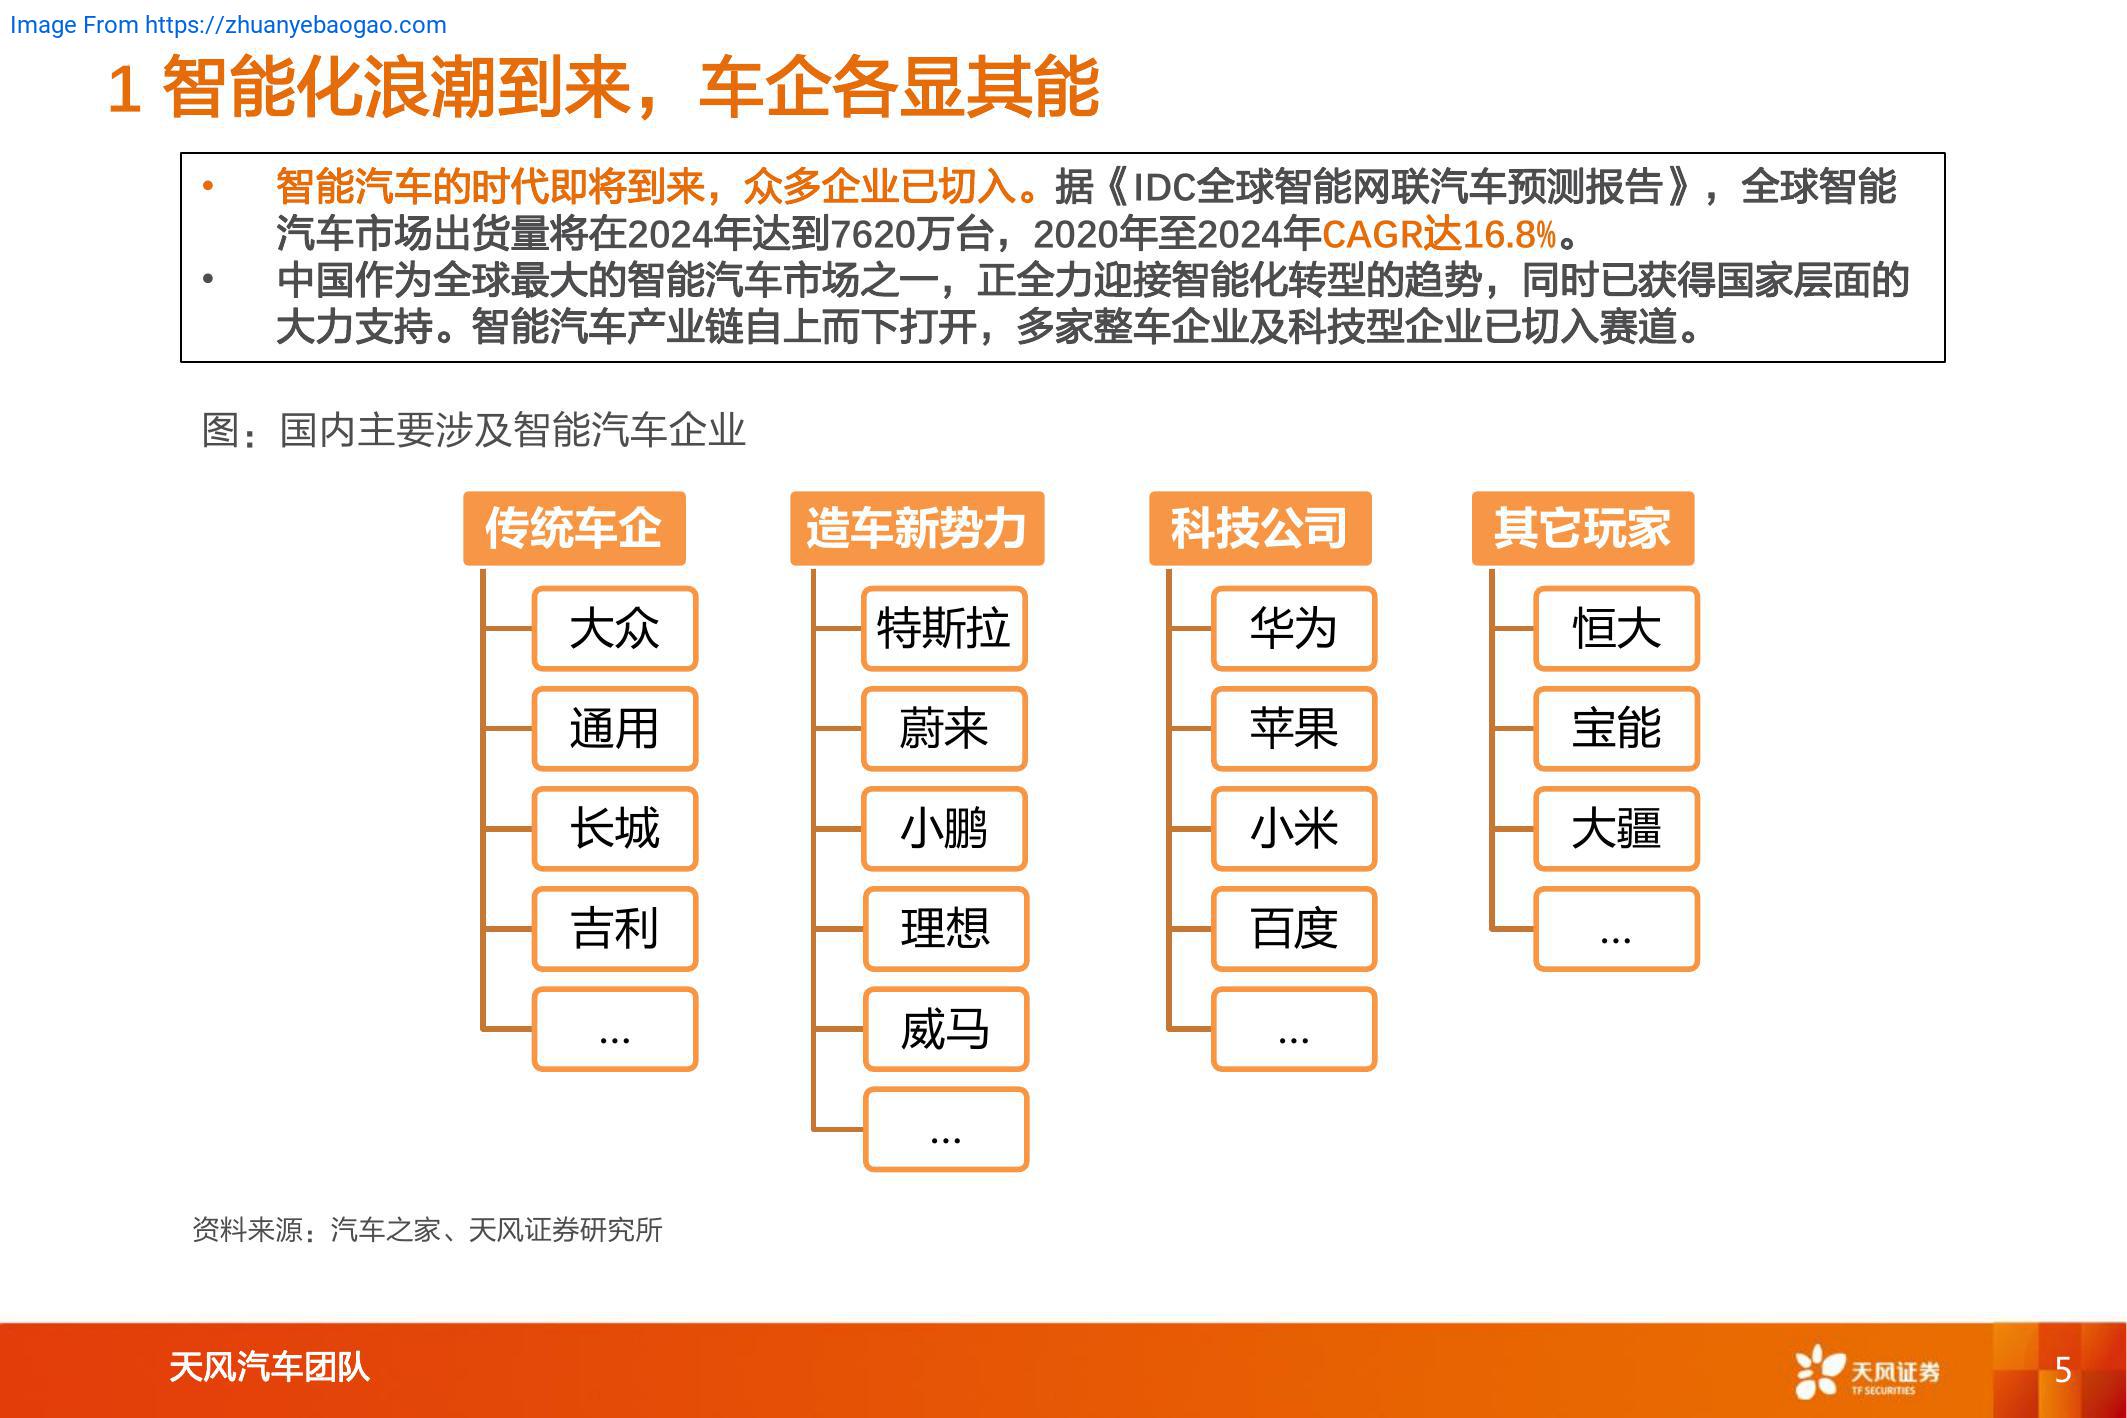 Image From https://zhuanyebaogao.com
1 智能化浪潮到来，车企各显其能
• 智能汽车的时代即将到来，众多企业已切入。据《IDC全球智能网联汽车预测报告》，全球智能
汽车市场出货量将在2024年达到7620万台，2020年至2024年CAGR达16.8%。
• 中国作为全球最大的智能汽车市场之一，正全力迎接智能化转型的趋势，同时已获得国家层面的
大力支持。智能汽车产业链自上而下打开，多家整车企业及科技型企业已切入赛道。
图：国内主要涉及智能汽车企业
传统车企
大众
通用
长城
吉利
...
造车新势力
特斯拉
蔚来
小鹏
理想
威马
...
科技公司
华为
苹果
小米
百度
...
其它玩家
恒大
宝能
大疆
...
资料来源：汽车之家、天风证券研究所
天风汽车团队
天风证券
TF SECURITIES
5